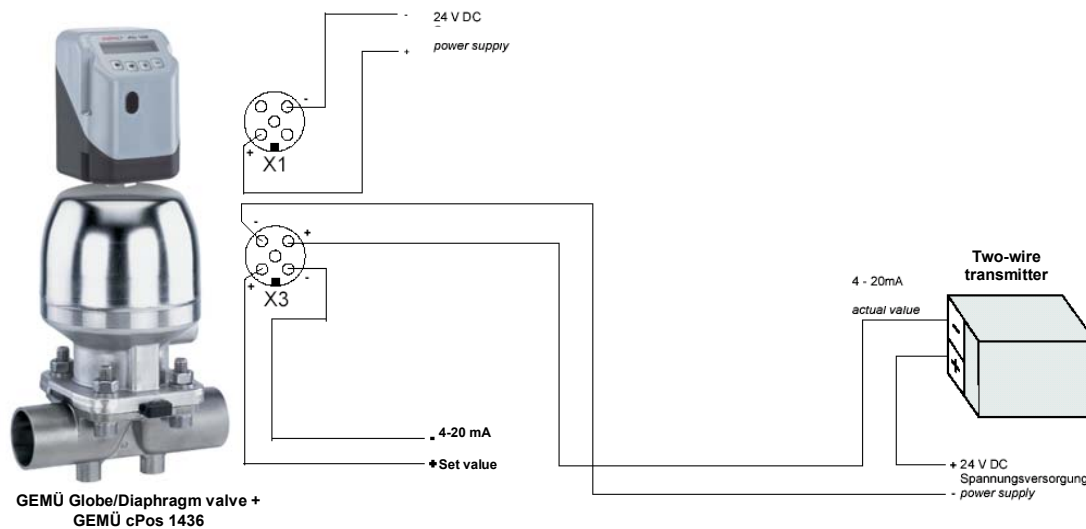 - 24 V DC
+ power supply
-
+
X1
-
+
+
-
X3
Two-wire
transmitter
4 - 20mA
actual value
-
+
- 4-20 mA
+ Set value
+ 24 V DC
Spannungsversorgung
- power supply
GEMÜ Globe/Diaphragm valve +
GEMÜ cPos 1436